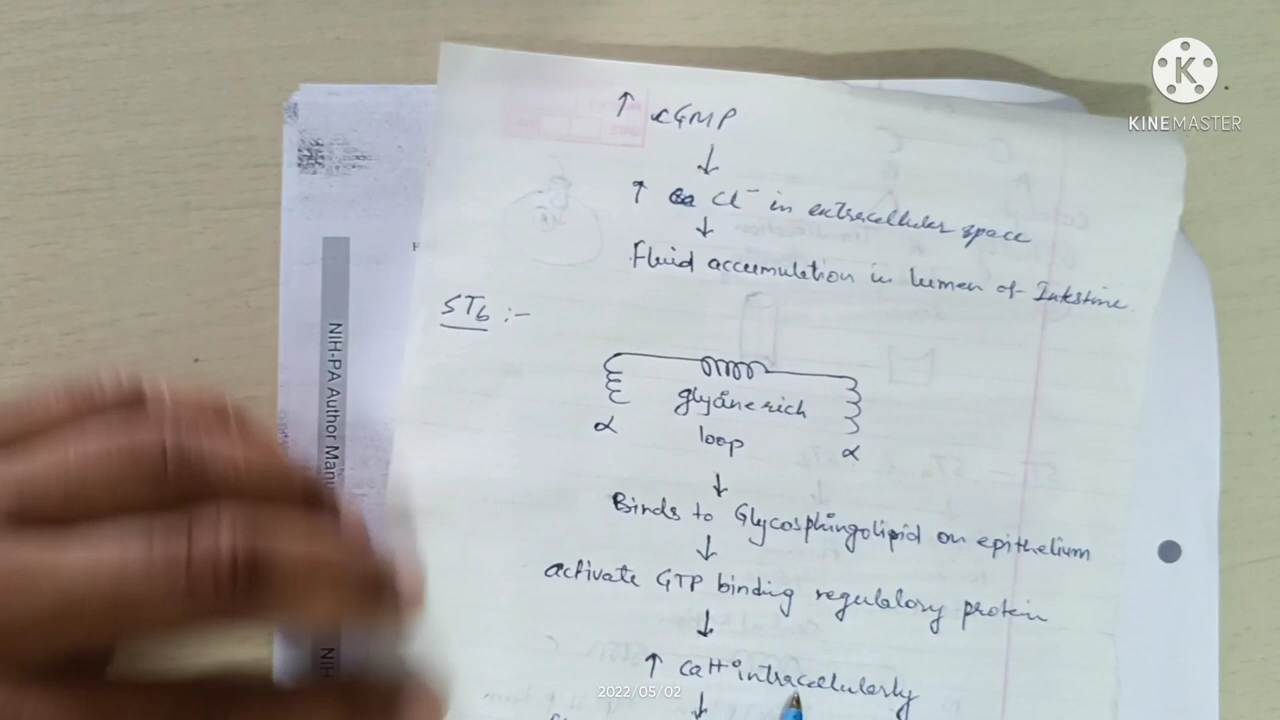 ↑ cGMP
↓
↑ Cl⁻ in extracellular space
↓
Fluid accumulation in lumen of Intestine
STb :-
glycine rich
loop
α
α
↓
Binds to Glycosphingolipid on epithelium
↓
activate GTP binding regulatory protein
↓
↑ Ca++ intracellularly
↓
2022/05/02
NIH-PA Author Manu
NIH
KINEMASTER